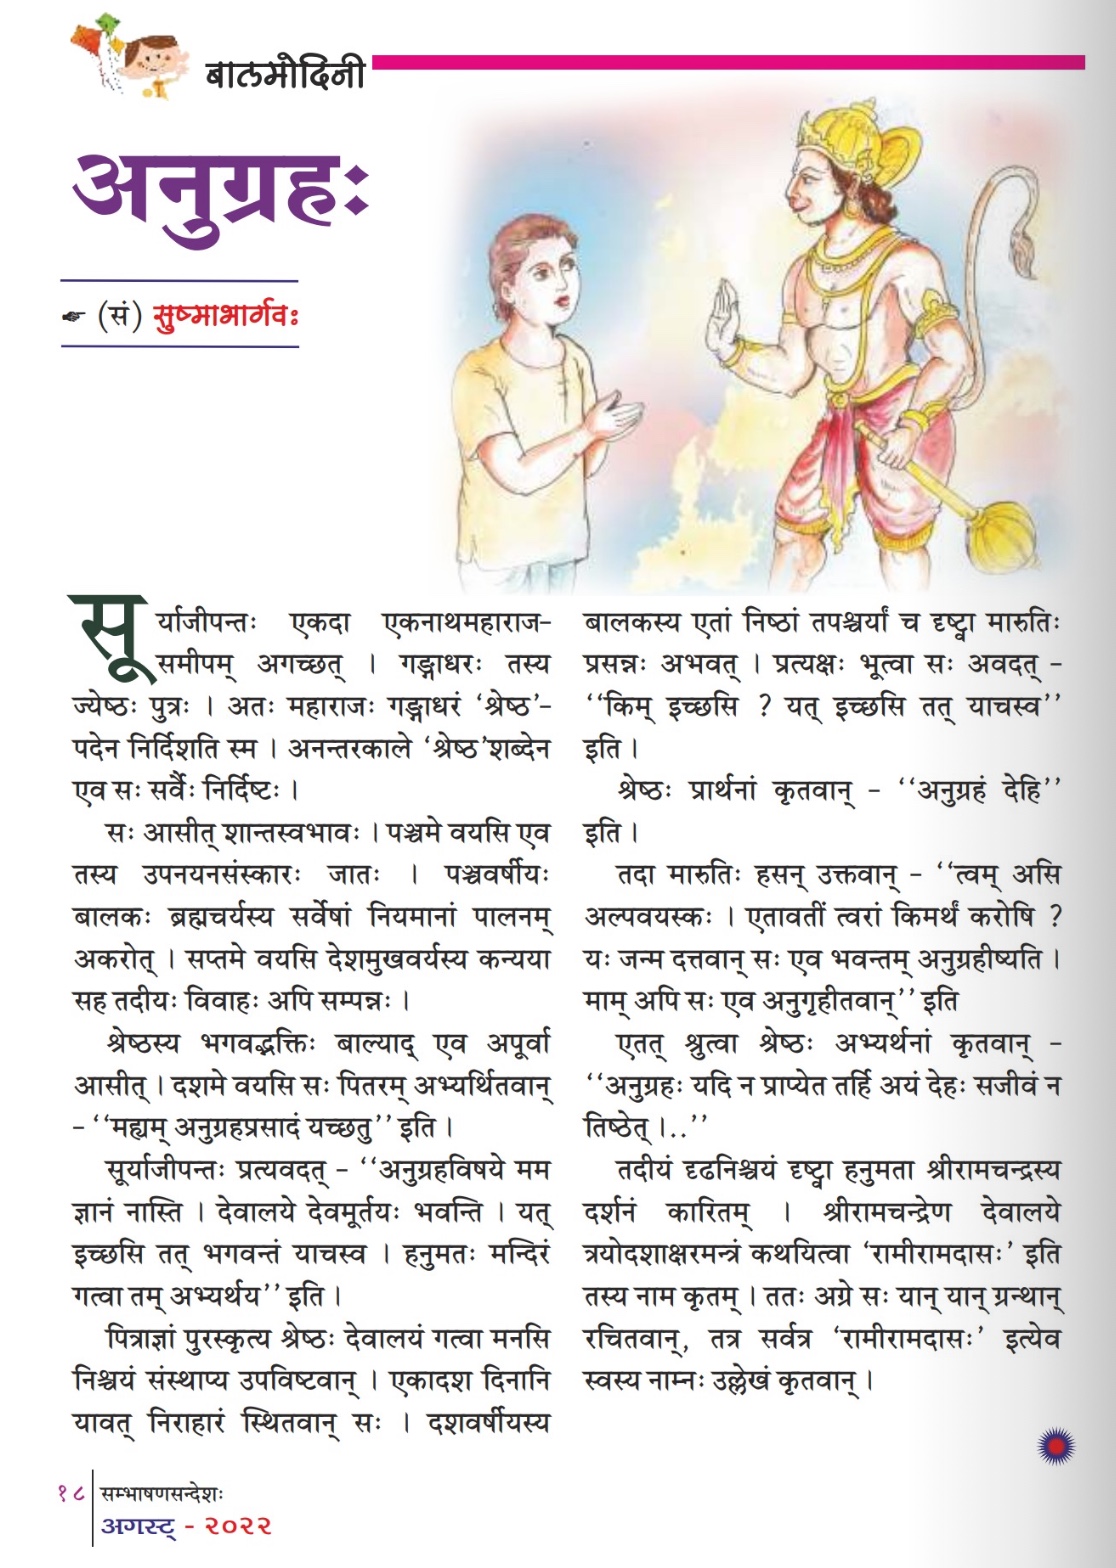 बालमोदिनी
अनुग्रहः
☛ (सं) सुष्माभार्गवः
सूर्याजीपन्तः एकदा एकनाथमहाराज-
समीपम् अगच्छत् । गङ्गाधरः तस्य
ज्येष्ठः पुत्रः । अतः महाराजः गङ्गाधरं ‘श्रेष्ठ’-
पदेन निर्दिशति स्म । अनन्तरकाले ‘श्रेष्ठ’शब्देन
एव सः सर्वैः निर्दिष्टः ।
सः आसीत् शान्तस्वभावः । पञ्चमे वयसि एव
तस्य उपनयनसंस्कारः जातः । पञ्चवर्षीयः
बालकः ब्रह्मचर्यस्य सर्वेषां नियमानां पालनम्
अकरोत् । सप्तमे वयसि देशमुखवर्यस्य कन्यया
सह तदीयः विवाहः अपि सम्पन्नः ।
श्रेष्ठस्य भगवद्भक्तिः बाल्याद् एव अपूर्वा
आसीत् । दशमे वयसि सः पितरम् अभ्यर्थितवान्
– ‘‘मह्यम् अनुग्रहप्रसादं यच्छतु’’ इति ।
सूर्याजीपन्तः प्रत्यवदत् – ‘‘अनुग्रहविषये मम
ज्ञानं नास्ति । देवालये देवमूर्तयः भवन्ति । यत्
इच्छसि तत् भगवन्तं याचस्व । हनुमतः मन्दिरं
गत्वा तम् अभ्यर्थय’’ इति ।
पित्राज्ञां पुरस्कृत्य श्रेष्ठः देवालयं गत्वा मनसि
निश्चयं संस्थाप्य उपविष्टवान् । एकादश दिनानि
यावत् निराहारं स्थितवान् सः । दशवर्षीयस्य
बालकस्य एतां निष्ठां तपश्चर्यां च दृष्ट्वा मारुतिः
प्रसन्नः अभवत् । प्रत्यक्षः भूत्वा सः अवदत् –
‘‘किम् इच्छसि ? यत् इच्छसि तत् याचस्व’’
इति ।
श्रेष्ठः प्रार्थनां कृतवान् – ‘‘अनुग्रहं देहि’’
इति ।
तदा मारुतिः हसन् उक्तवान् – ‘‘त्वम् असि
अल्पवयस्कः । एतावतीं त्वरां किमर्थं करोषि ?
यः जन्म दत्तवान् सः एव भवन्तम् अनुग्रहीष्यति ।
माम् अपि सः एव अनुगृहीतवान्’’ इति
एतत् श्रुत्वा श्रेष्ठः अभ्यर्थनां कृतवान् –
‘‘अनुग्रहः यदि न प्राप्येत तर्हि अयं देहः सजीवं न
तिष्ठेत् ।..’’
तदीयं दृढनिश्चयं दृष्ट्वा हनुमता श्रीरामचन्द्रस्य
दर्शनं कारितम् । श्रीरामचन्द्रेण देवालये
त्रयोदशाक्षरमन्त्रं कथयित्वा ‘रामीरामदासः’ इति
तस्य नाम कृतम् । ततः अग्रे सः यान् यान् ग्रन्थान्
रचितवान्, तत्र सर्वत्र ‘रामीरामदासः’ इत्येव
स्वस्य नाम्नः उल्लेखं कृतवान् ।
१८ सम्भाषणसन्देशः
अगस्ट् - २०२२